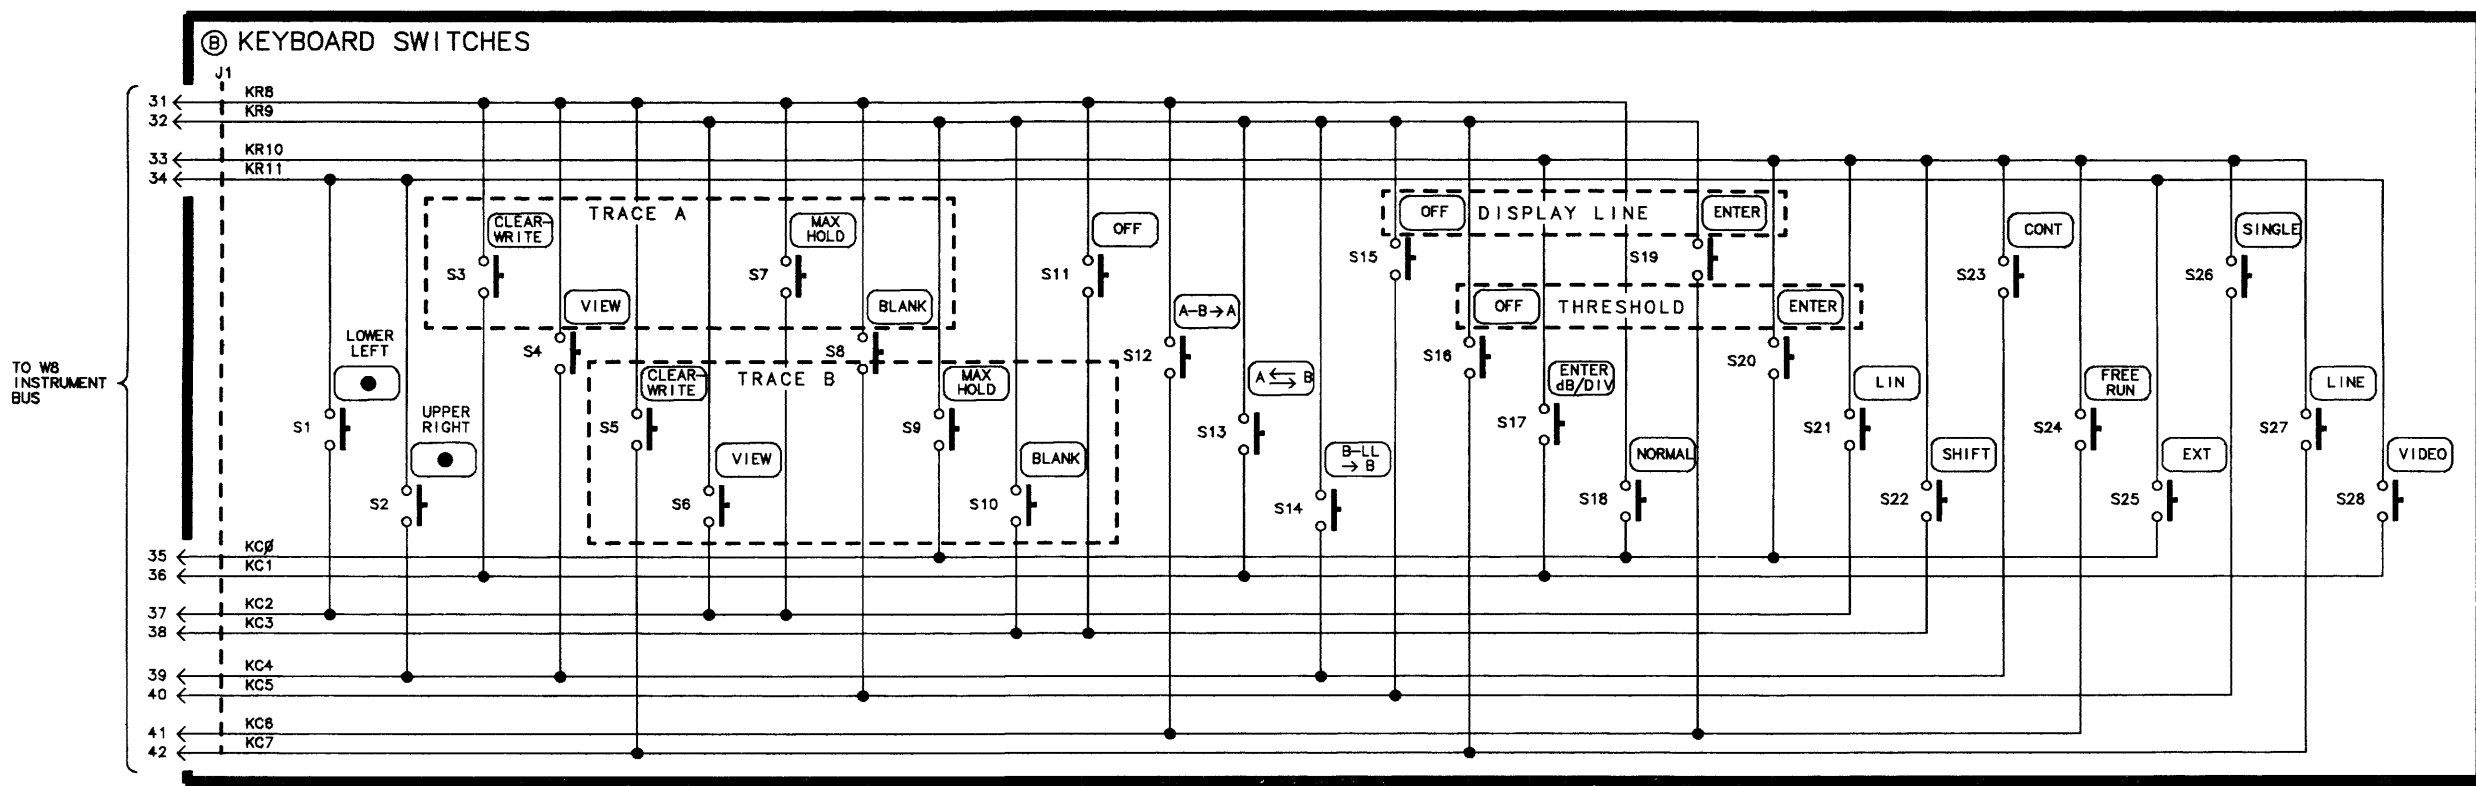 B KEYBOARD SWITCHES
J1
31 KR8
32 KR9
33 KR10
34 KR11
TRACE A
CLEAR-
WRITE
S3
VIEW
S4
MAX
HOLD
S7
BLANK
S8
OFF
S11
A-B→A
S12
OFF
DISPLAY LINE
ENTER
S15
S19
OFF
THRESHOLD
ENTER
S16
S20
CONT
S23
SINGLE
S26
LOWER
LEFT
S1
UPPER
RIGHT
S2
TRACE B
CLEAR-
WRITE
S5
VIEW
S6
MAX
HOLD
S9
BLANK
S10
A ⇆ B
S13
B-LL
→ B
S14
ENTER
dB/DIV
S17
NORMAL
S18
LIN
S21
SHIFT
S22
FREE
RUN
S24
EXT
S25
LINE
S27
VIDEO
S28
TO W8
INSTRUMENT
BUS
35 KCØ
36 KC1
37 KC2
38 KC3
39 KC4
40 KC5
41 KC6
42 KC7